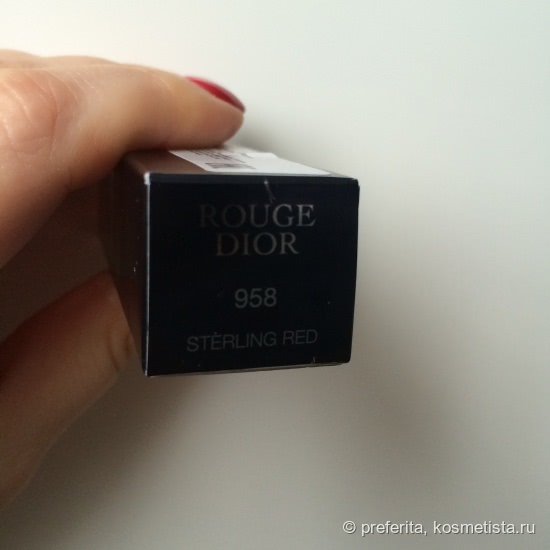 ROUGE
DIOR
958
STERLING RED
© preferita, kosmetista.ru